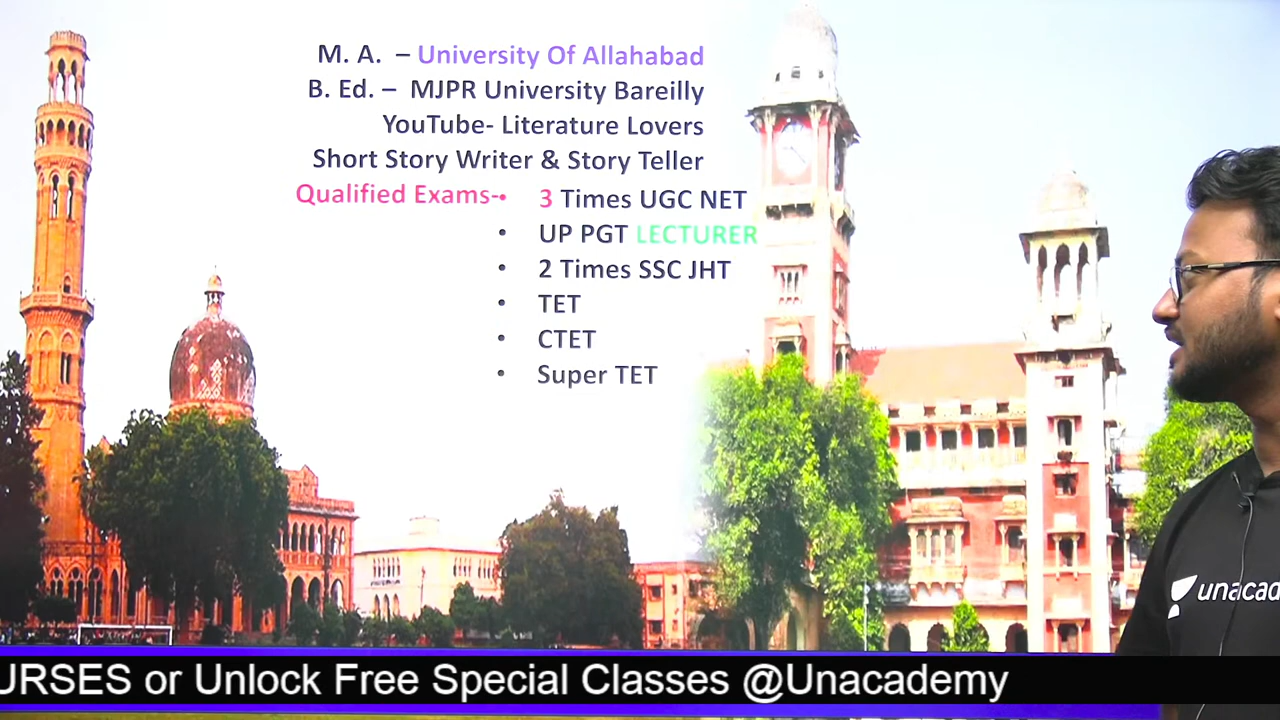 M. A. – University Of Allahabad
B. Ed. – MJPR University Bareilly
YouTube- Literature Lovers
Short Story Writer & Story Teller
Qualified Exams-• 3 Times UGC NET
• UP PGT LECTURER
• 2 Times SSC JHT
• TET
• CTET
• Super TET
unacad
URSES or Unlock Free Special Classes @Unacademy